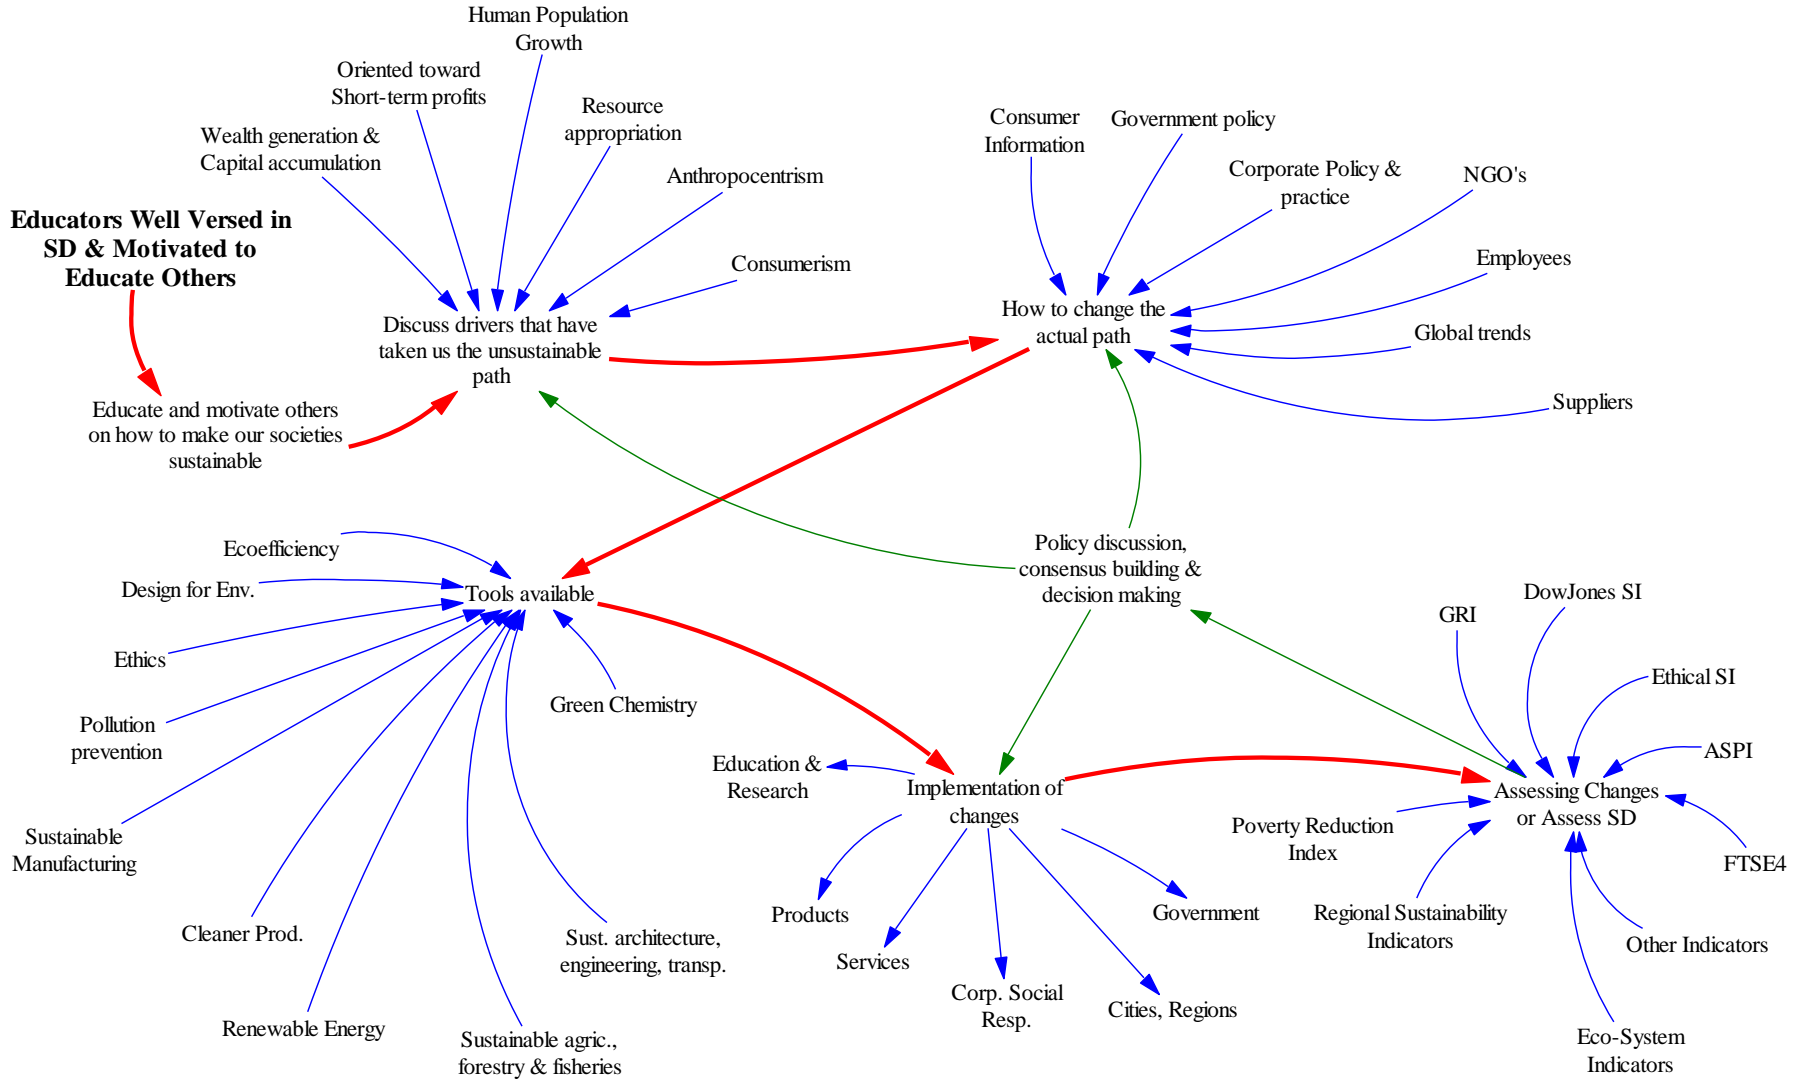 Human Population
Growth
Oriented toward
Short-term profits
Resource
appropriation
Wealth generation &
Capital accumulation
Anthropocentrism
Consumerism
Educators Well Versed in
SD & Motivated to
Educate Others
Discuss drivers that have
taken us the unsustainable
path
Educate and motivate others
on how to make our societies
sustainable
Consumer
Information
Government policy
Corporate Policy &
practice
NGO's
Employees
Global trends
Suppliers
How to change the
actual path
Ecoefficiency
Design for Env.
Tools available
Ethics
Pollution
prevention
Sustainable
Manufacturing
Cleaner Prod.
Renewable Energy
Sustainable agric.,
forestry & fisheries
Sust. architecture,
engineering, transp.
Green Chemistry
Policy discussion,
consensus building &
decision making
Education &
Research
Implementation of
changes
Products
Services
Corp. Social
Resp.
Cities, Regions
Government
GRI
DowJones SI
Ethical SI
ASPI
Assessing Changes
or Assess SD
Poverty Reduction
Index
FTSE4
Regional Sustainability
Indicators
Other Indicators
Eco-System
Indicators